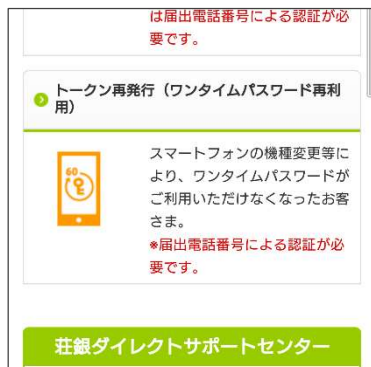 は届出電話番号による認証が必
要です。
トークン再発行（ワンタイムパスワード再利
用）
60
スマートフォンの機種変更等に
より、ワンタイムパスワードが
ご利用いただけなくなったお客
さま。
※届出電話番号による認証が必
要です。
荘銀ダイレクトサポートセンター